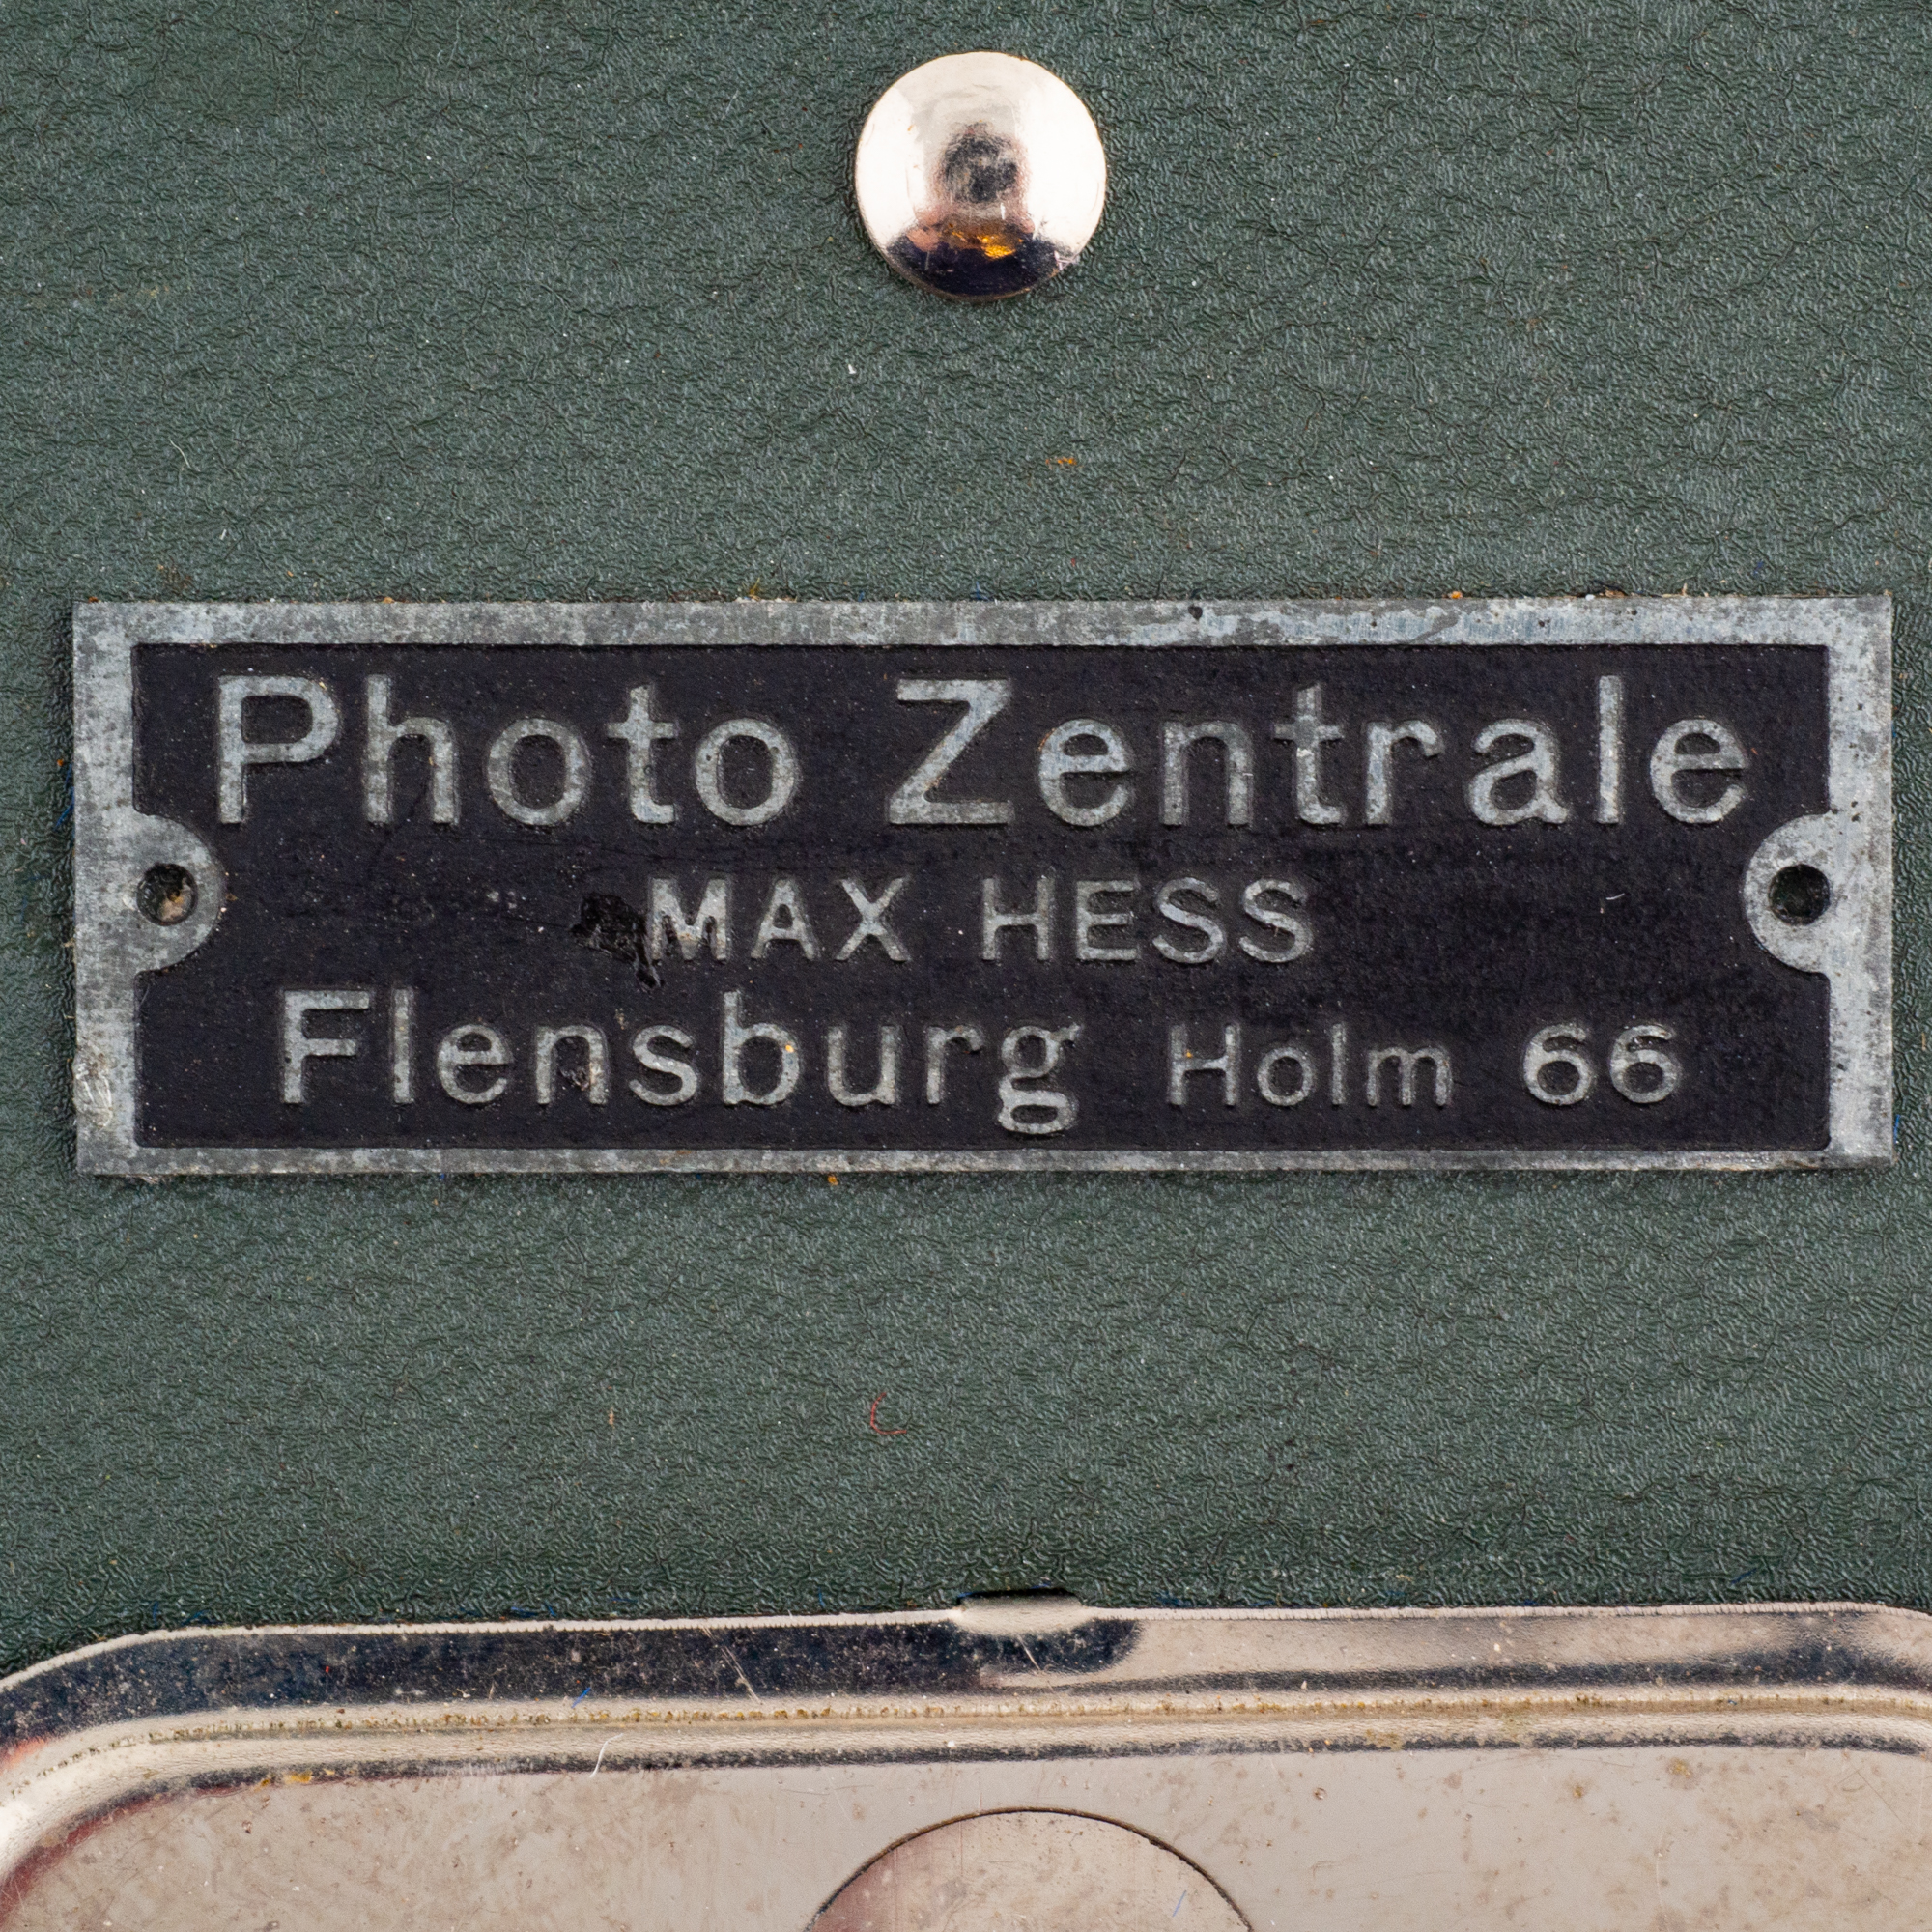 Photo Zentrale
MAX HESS
Flensburg Holm 66